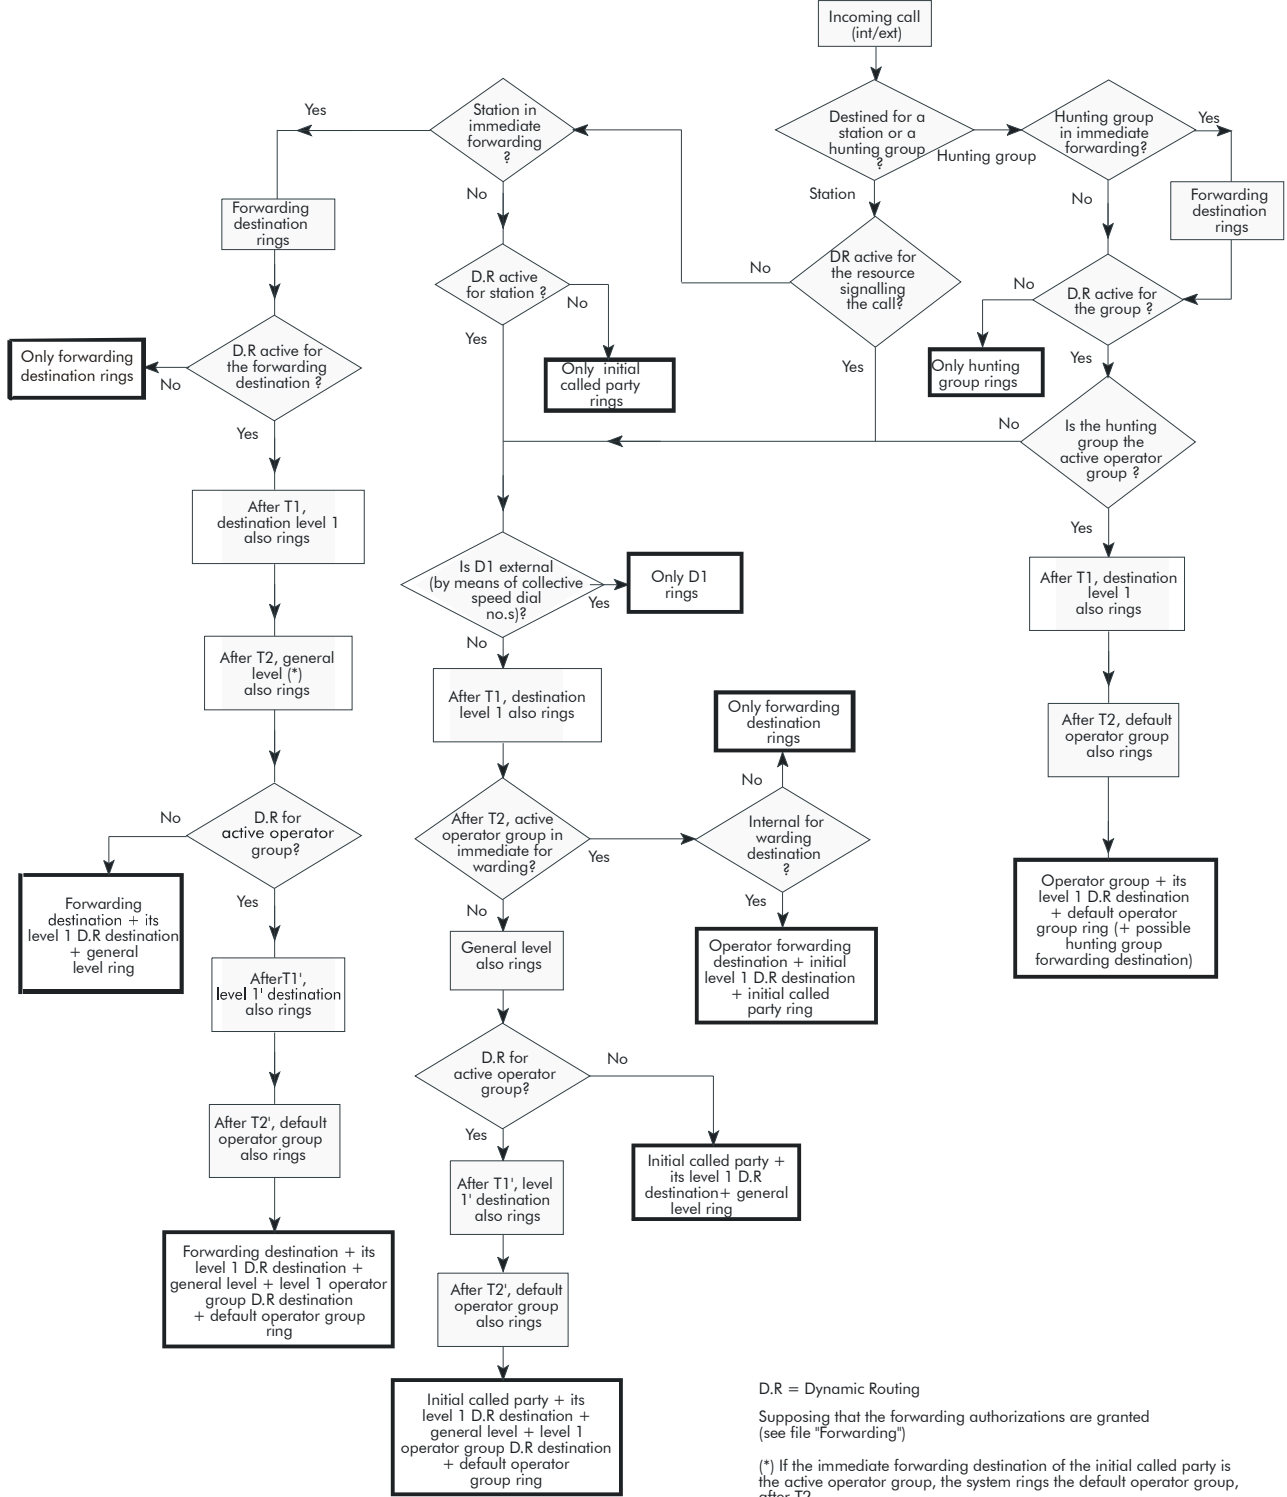 Incoming call
(int/ext)
Destined for a
station or a
hunting group
?
Hunting group
Station
Hunting group
in immediate
forwarding?
Yes
No
Forwarding
destination
rings
D.R active for
the group ?
No
Yes
Only hunting
group rings
Is the hunting
group the
active operator
group ?
No
Yes
After T1, destination
level 1
also rings
After T2, default
operator group
also rings
Operator group + its
level 1 D.R destination
+ default operator
group ring (+ possible
hunting group
forwarding destination)
DR active for
the resource
signalling
the call?
No
Yes
Station in
immediate
forwarding
?
Yes
No
D.R active
for station ?
No
Yes
Only initial
called party
rings
Is D1 external
(by means of collective
speed dial
no.s)?
Yes
No
Only D1
rings
After T1, destination
level 1 also rings
After T2, active
operator group in
immediate for
warding?
Yes
No
Internal for
warding
destination
?
No
Yes
Only forwarding
destination
rings
Operator forwarding
destination + initial
level 1 D.R destination
+ initial called
party ring
General level
also rings
D.R for
active operator
group?
No
Yes
Initial called party +
its level 1 D.R
destination+ general
level ring
After T1', level
1' destination
also rings
After T2', default
operator group
also rings
Initial called party + its
level 1 D.R destination +
general level + level 1
operator group D.R destination
+ default operator
group ring
Forwarding
destination
rings
D.R active for
the forwarding
destination ?
No
Yes
Only forwarding
destination rings
After T1,
destination level 1
also rings
After T2, general
level (*)
also rings
D.R for
active operator
group?
No
Yes
Forwarding
destination + its
level 1 D.R destination
+ general
level ring
AfterT1',
level 1' destination
also rings
After T2', default
operator group
also rings
Forwarding destination + its
level 1 D.R destination +
general level + level 1 operator
group D.R destination
+ default operator group
ring
D.R = Dynamic Routing
Supposing that the forwarding authorizations are granted
(see file "Forwarding")
(*) If the immediate forwarding destination of the initial called party is
the active operator group, the system rings the default operator group,
after T2